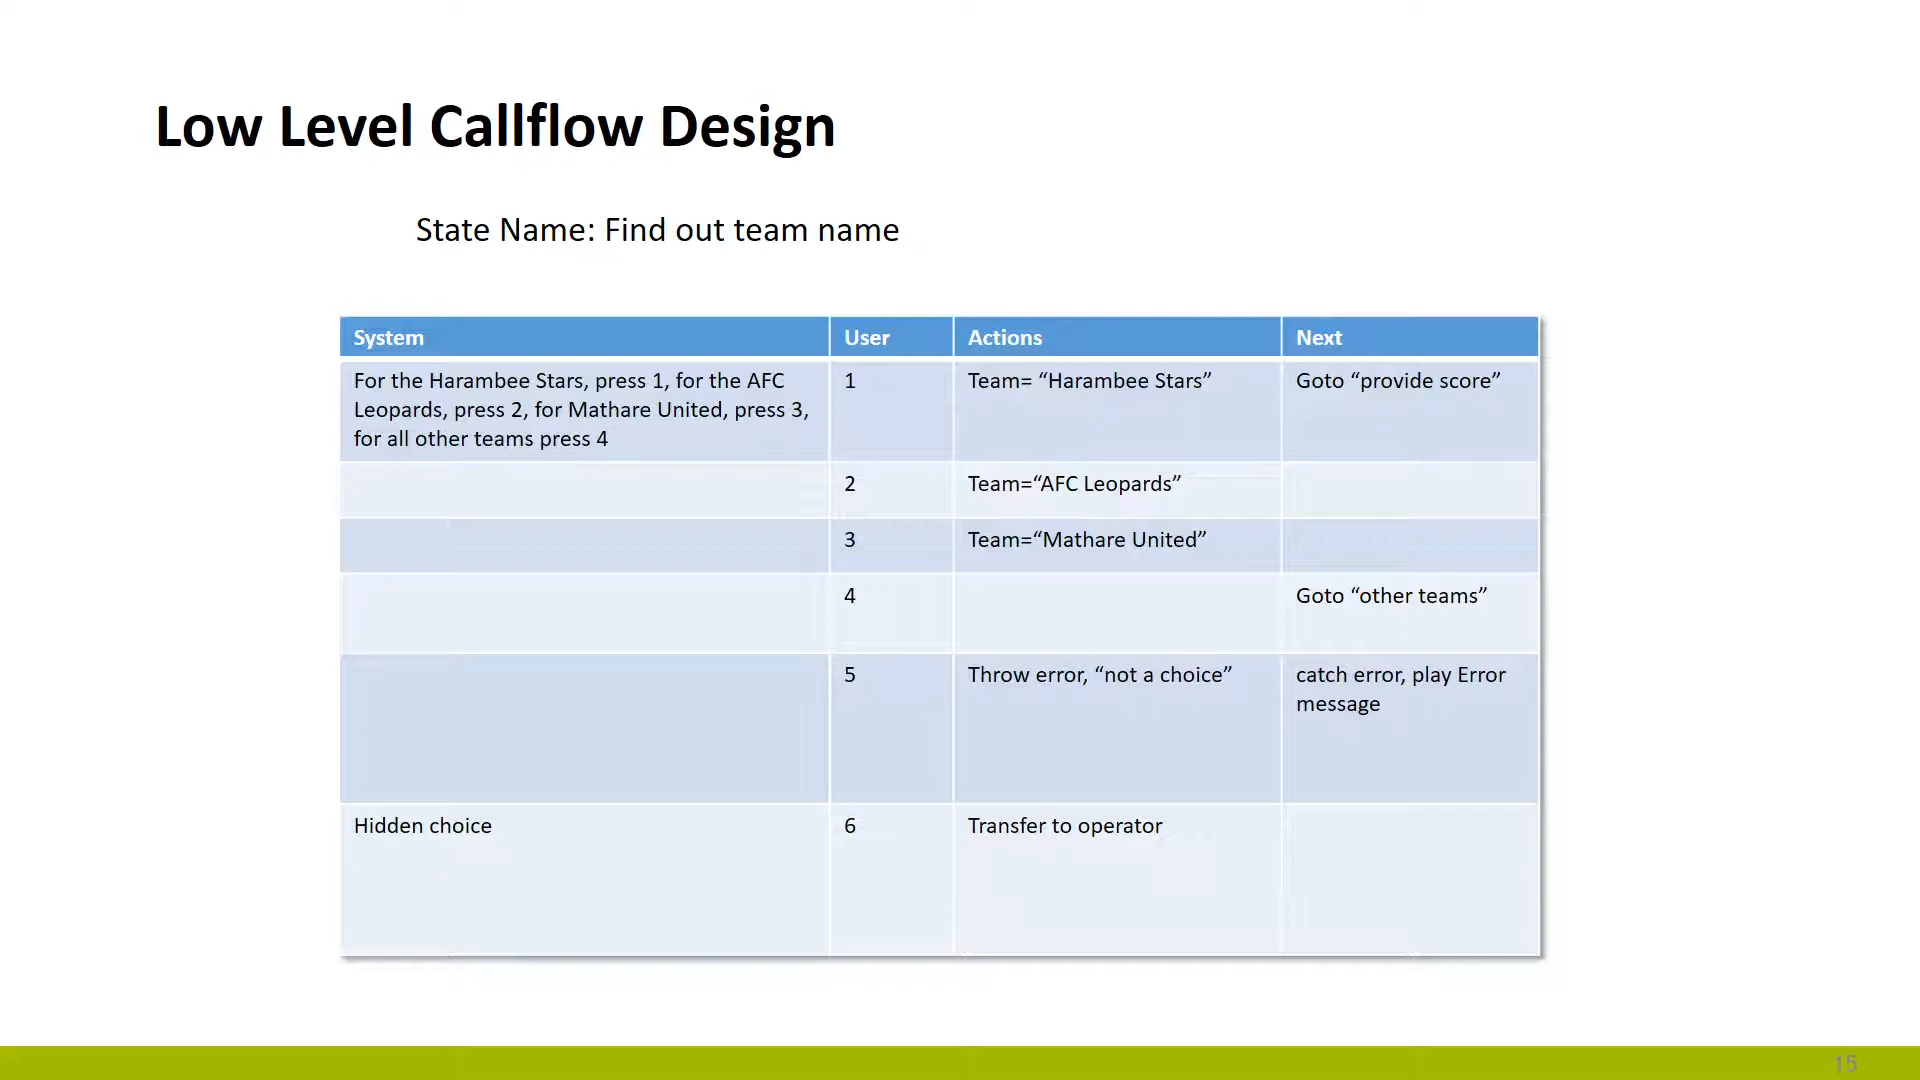 Low Level Callflow Design
State Name: Find out team name
System User Actions Next
For the Harambee Stars, press 1, for the AFC
Leopards, press 2, for Mathare United, press 3,
for all other teams press 4
1 Team= “Harambee Stars” Goto “provide score”
2 Team=“AFC Leopards”
3 Team=“Mathare United”
4 Goto “other teams”
5 Throw error, “not a choice” catch error, play Error
message
Hidden choice 6 Transfer to operator
15